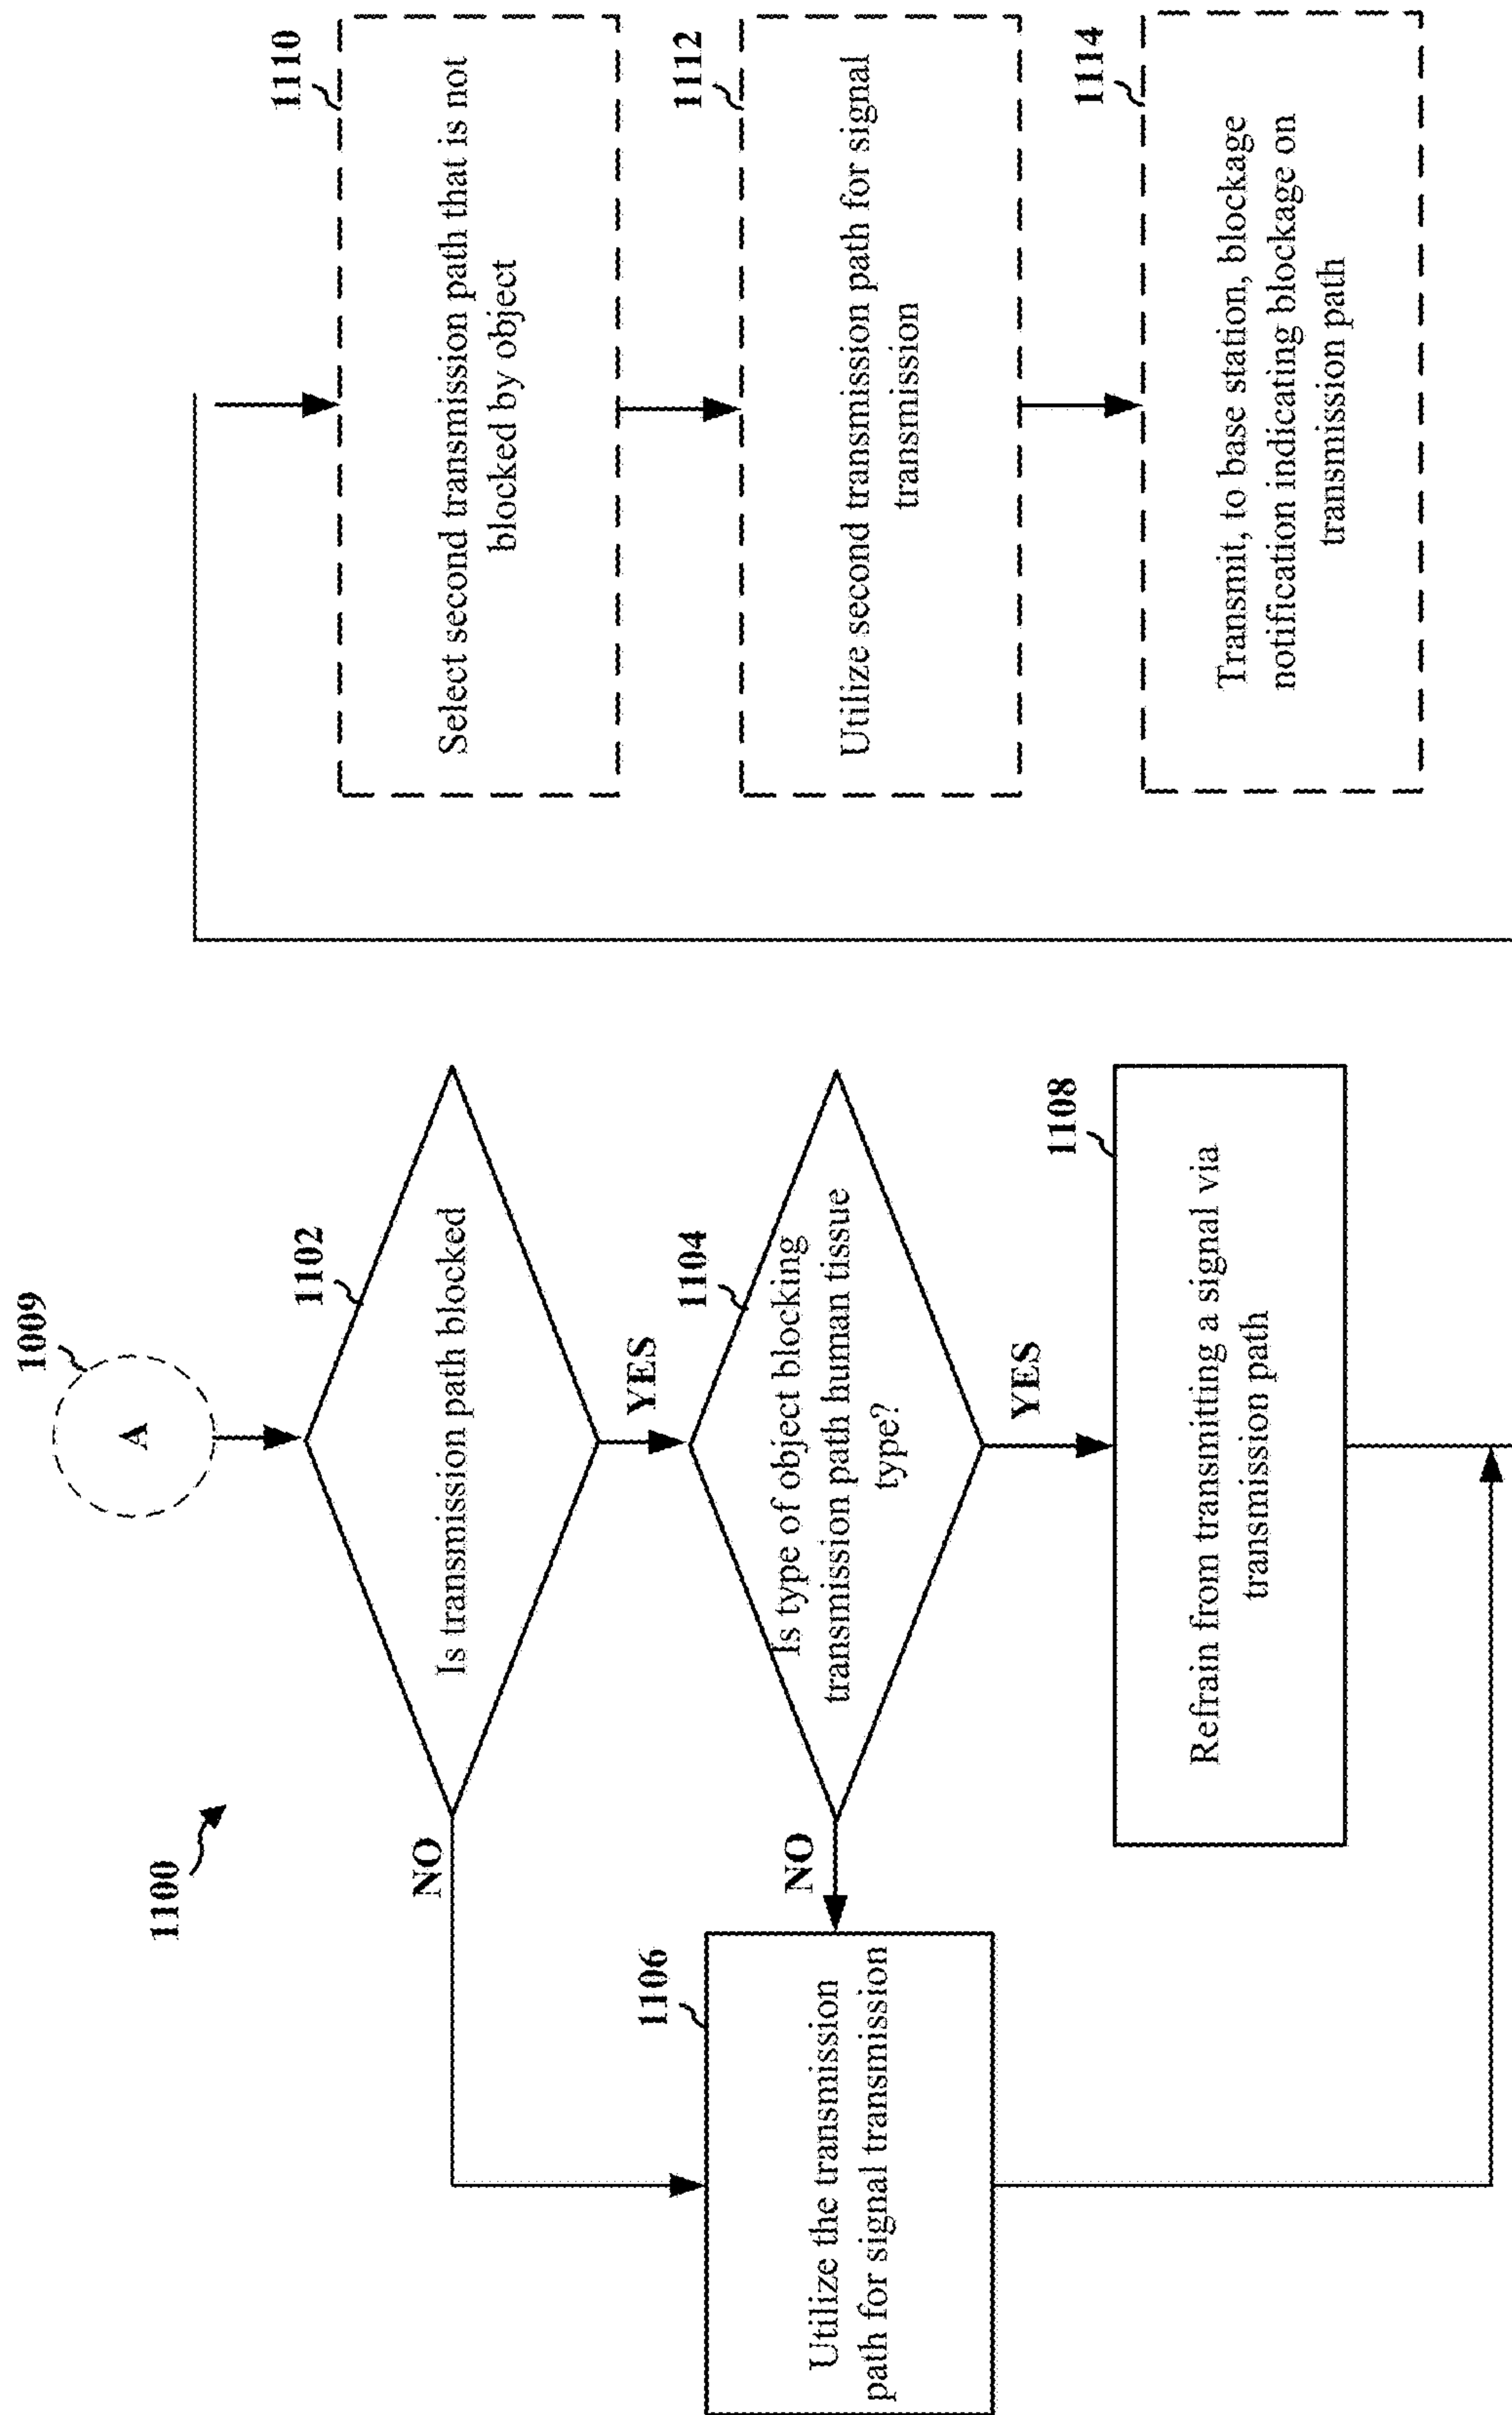 1100
1009
A
1102
Is transmission path blocked
NO
YES
1104
Is type of object blocking
transmission path human tissue
type?
NO
YES
1106
Utilize the transmission
path for signal transmission
1108
Refrain from transmitting a signal via
transmission path
1110
Select second transmission path that is not
blocked by object
1112
Utilize second transmission path for signal
transmission
1114
Transmit, to base station, blockage
notification indicating blockage on
transmission path